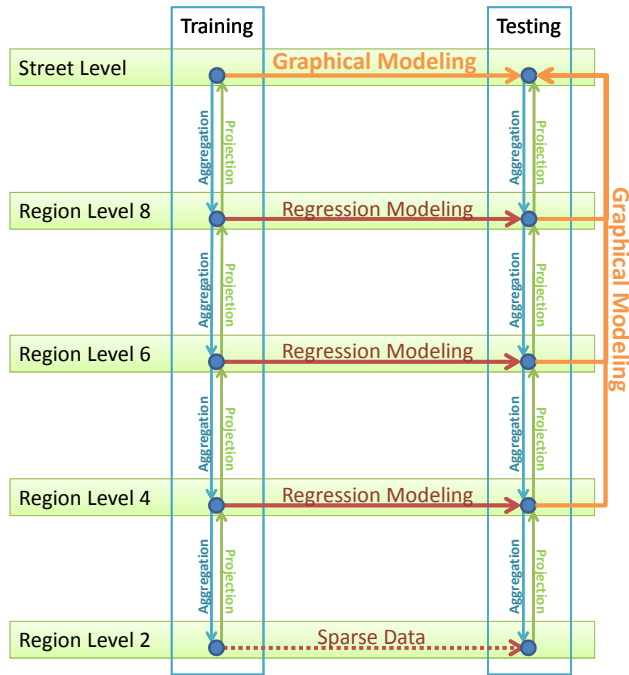 Training
Testing
Street Level
Graphical Modeling
Aggregation
Projection
Aggregation
Projection
Region Level 8
Regression Modeling
Graphical Modeling
Aggregation
Projection
Aggregation
Projection
Region Level 6
Regression Modeling
Aggregation
Projection
Aggregation
Projection
Region Level 4
Regression Modeling
Aggregation
Projection
Aggregation
Projection
Region Level 2
Sparse Data